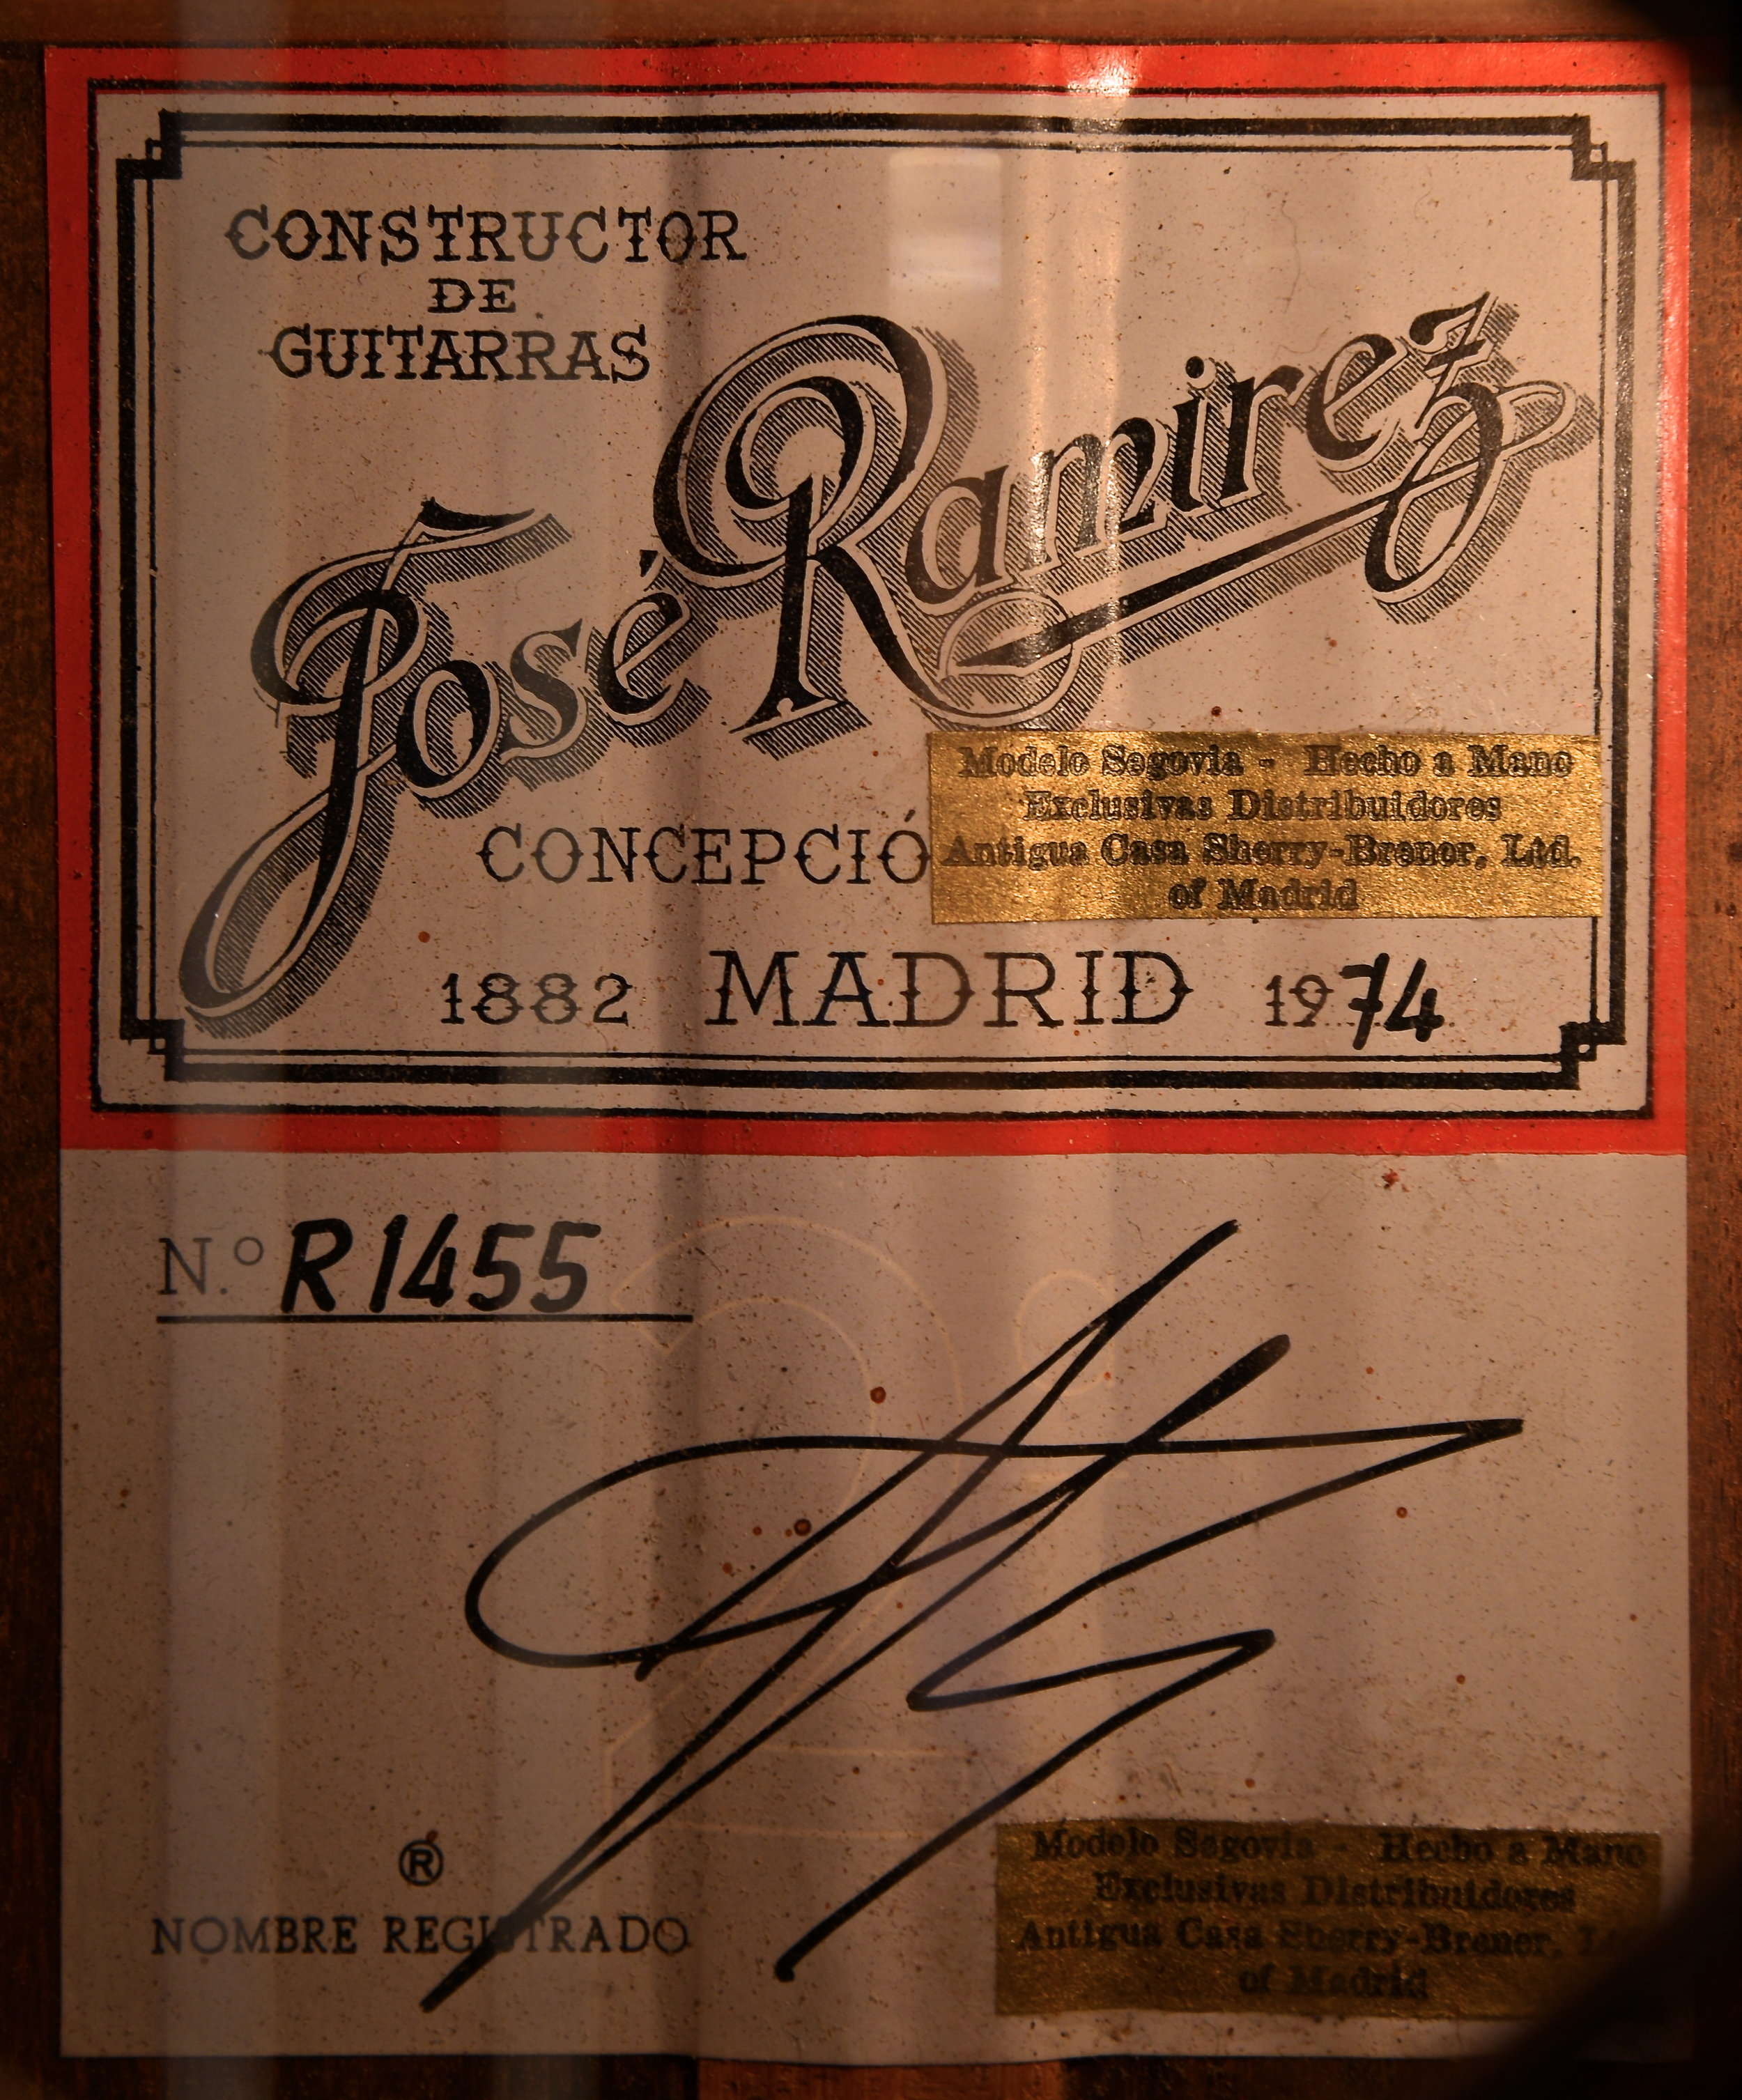 CONSTRUCTOR
DE
GUITARRAS
José Ramirez
CONCEPCIÓ
Modelo Segovia - Hecho a Mano
Exclusivas Distribuidores
Antigua Casa Sherry-Brener, Ltd.
of Madrid
1882 MADRID 1974
N.º R1455
®
NOMBRE REGISTRADO
Modelo Segovia - Hecho a Mano
Exclusivas Distribuidores
Antigua Casa Sherry-Brener,
of Madrid